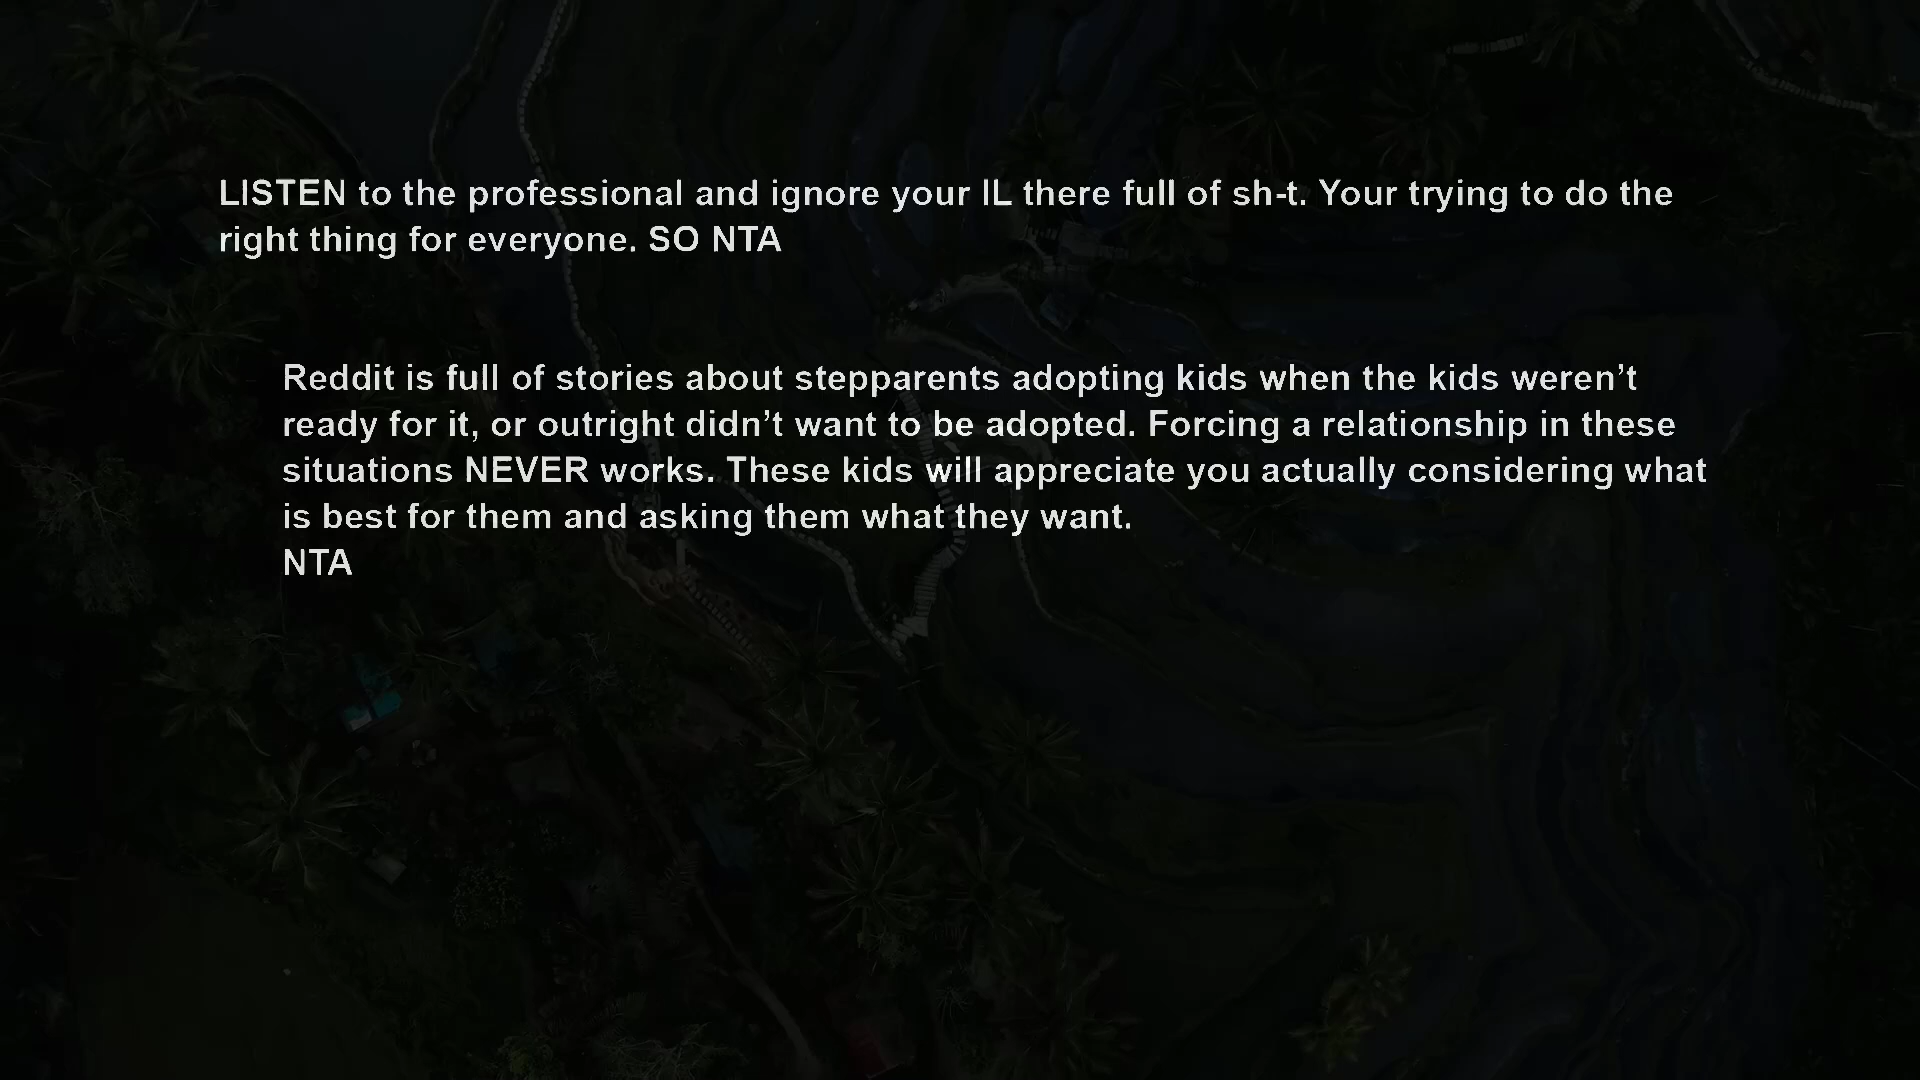 LISTEN to the professional and ignore your IL there full of sh-t. Your trying to do the
right thing for everyone. SO NTA
Reddit is full of stories about stepparents adopting kids when the kids weren’t
ready for it, or outright didn’t want to be adopted. Forcing a relationship in these
situations NEVER works. These kids will appreciate you actually considering what
is best for them and asking them what they want.
NTA